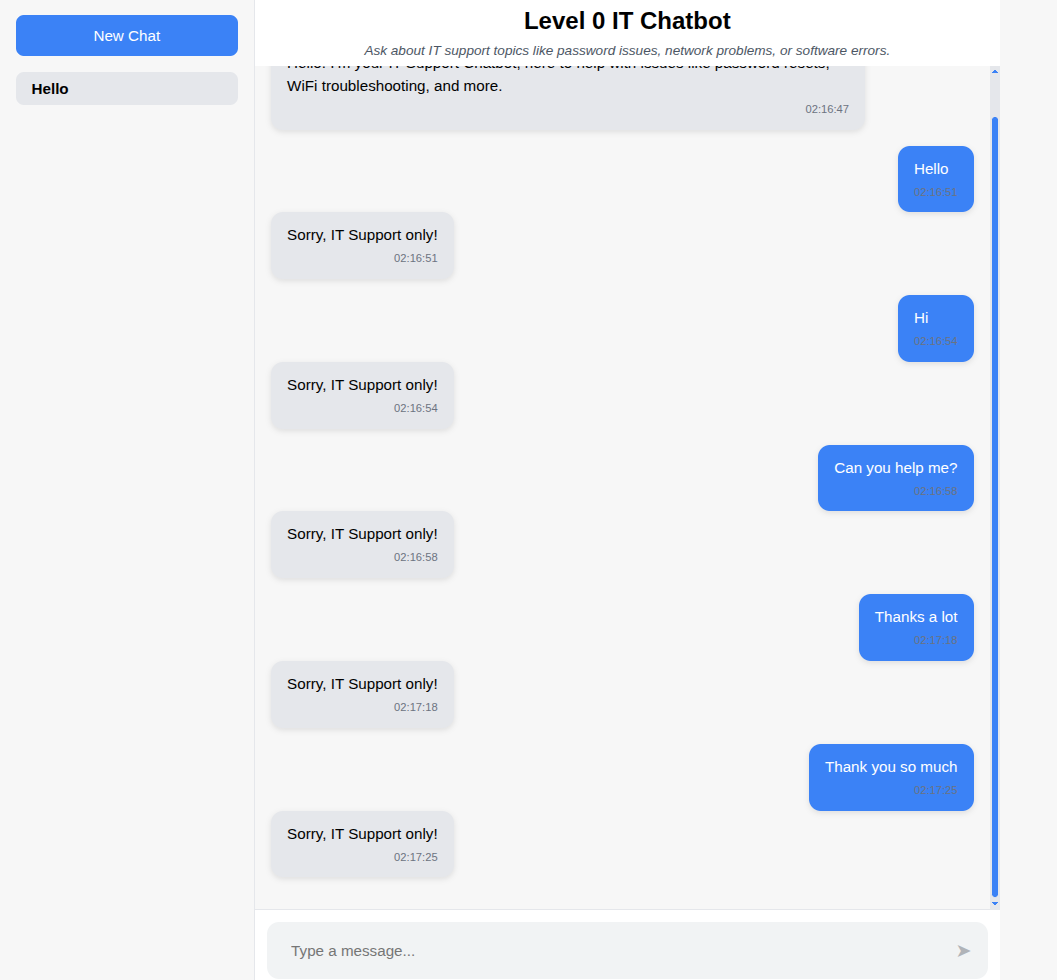 New Chat
Hello
Level 0 IT Chatbot
Ask about IT support topics like password issues, network problems, or software errors.
Hello! I'm your IT Support Chatbot, here to help with issues like password resets,
WiFi troubleshooting, and more.
02:16:47
Hello
02:16:51
Sorry, IT Support only!
02:16:51
Hi
02:16:54
Sorry, IT Support only!
02:16:54
Can you help me?
02:16:58
Sorry, IT Support only!
02:16:58
Thanks a lot
02:17:18
Sorry, IT Support only!
02:17:18
Thank you so much
02:17:25
Sorry, IT Support only!
02:17:25
Type a message...